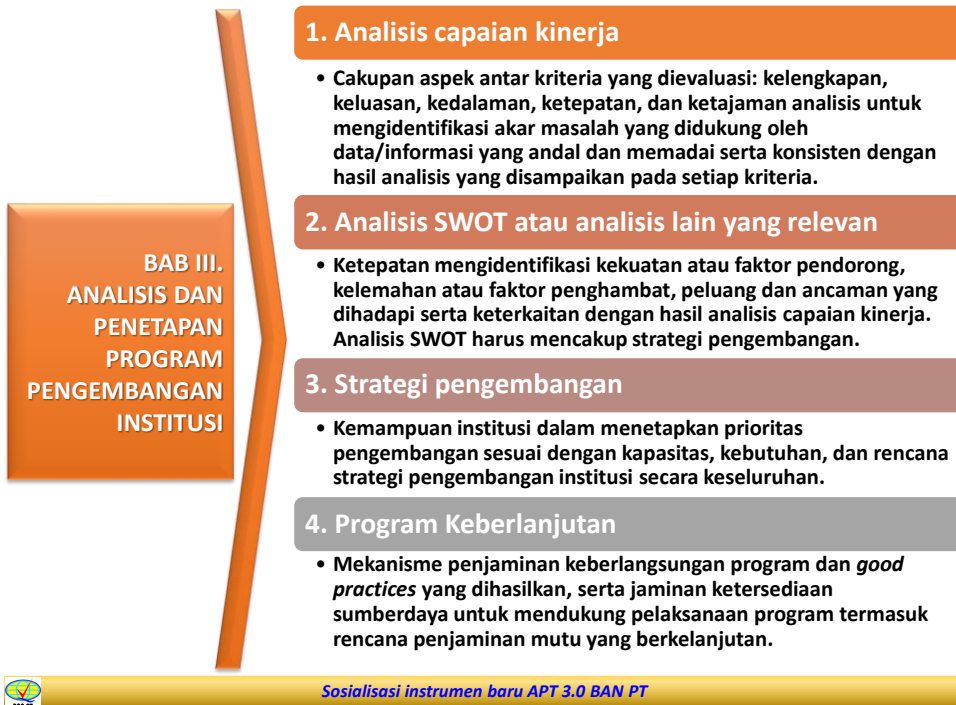 BAB III.
ANALISIS DAN
PENETAPAN
PROGRAM
PENGEMBANGAN
INSTITUSI
1. Analisis capaian kinerja
• Cakupan aspek antar kriteria yang dievaluasi: kelengkapan,
keluasan, kedalaman, ketepatan, dan ketajaman analisis untuk
mengidentifikasi akar masalah yang didukung oleh
data/informasi yang andal dan memadai serta konsisten dengan
hasil analisis yang disampaikan pada setiap kriteria.
2. Analisis SWOT atau analisis lain yang relevan
• Ketepatan mengidentifikasi kekuatan atau faktor pendorong,
kelemahan atau faktor penghambat, peluang dan ancaman yang
dihadapi serta keterkaitan dengan hasil analisis capaian kinerja.
Analisis SWOT harus mencakup strategi pengembangan.
3. Strategi pengembangan
• Kemampuan institusi dalam menetapkan prioritas
pengembangan sesuai dengan kapasitas, kebutuhan, dan rencana
strategi pengembangan institusi secara keseluruhan.
4. Program Keberlanjutan
• Mekanisme penjaminan keberlangsungan program dan good
practices yang dihasilkan, serta jaminan ketersediaan
sumberdaya untuk mendukung pelaksanaan program termasuk
rencana penjaminan mutu yang berkelanjutan.
Sosialisasi instrumen baru APT 3.0 BAN PT